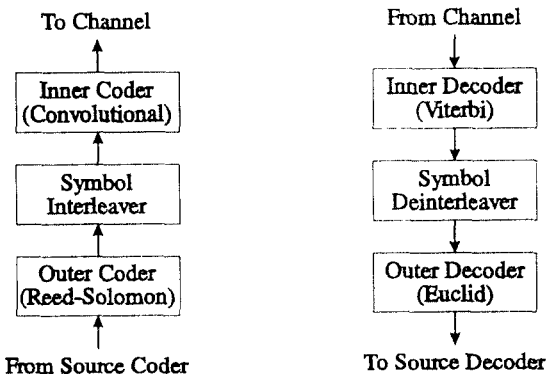 To Channel
Inner Coder
(Convolutional)
Symbol
Interleaver
Outer Coder
(Reed-Solomon)
From Source Coder
From Channel
Inner Decoder
(Viterbi)
Symbol
Deinterleaver
Outer Decoder
(Euclid)
To Source Decoder